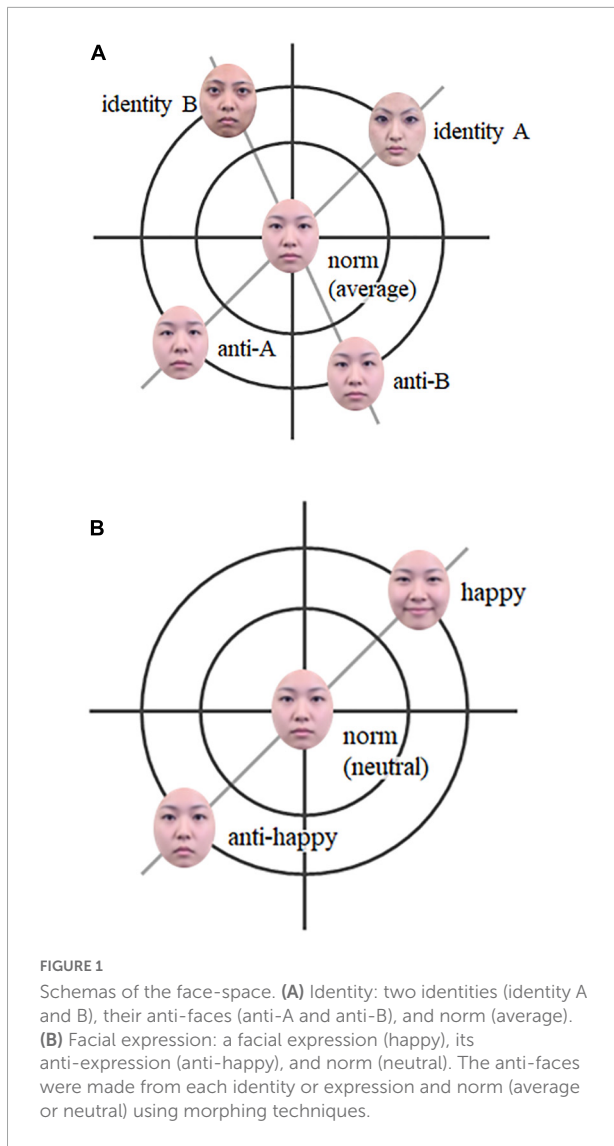 A
identity B
identity A
norm
(average)
anti-A
anti-B
B
happy
norm
(neutral)
anti-happy
FIGURE 1
Schemas of the face-space. (A) Identity: two identities (identity A
and B), their anti-faces (anti-A and anti-B), and norm (average).
(B) Facial expression: a facial expression (happy), its
anti-expression (anti-happy), and norm (neutral). The anti-faces
were made from each identity or expression and norm (average
or neutral) using morphing techniques.